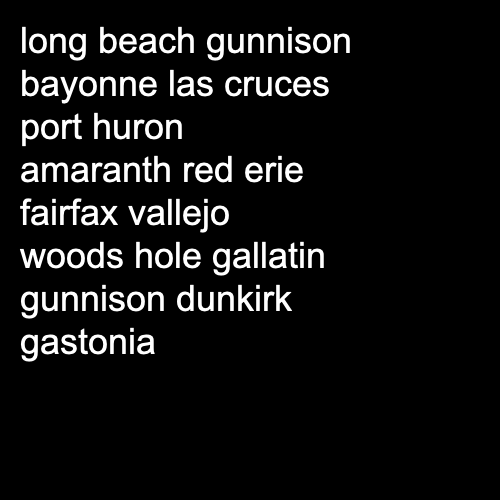 long beach gunnison
bayonne las cruces
port huron
amaranth red erie
fairfax vallejo
woods hole gallatin
gunnison dunkirk
gastonia